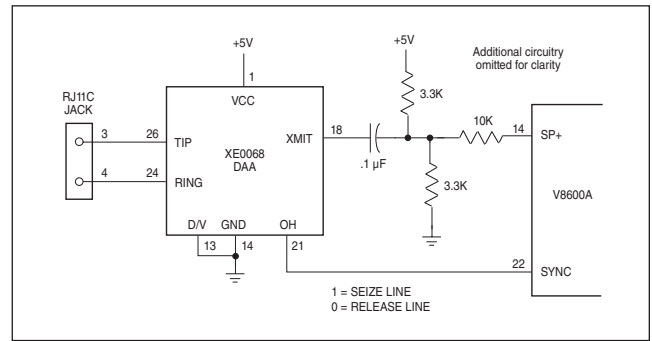 +5V
+5V
Additional circuitry
omitted for clarity
1
3.3K
RJ11C
JACK
VCC
10K
3
26
TIP
XE0068
DAA
XMIT
18
14
SP+
.1 µF
4
24
RING
3.3K
V8600A
D/V
GND
OH
13
14
21
22
SYNC
1 = SEIZE LINE
0 = RELEASE LINE